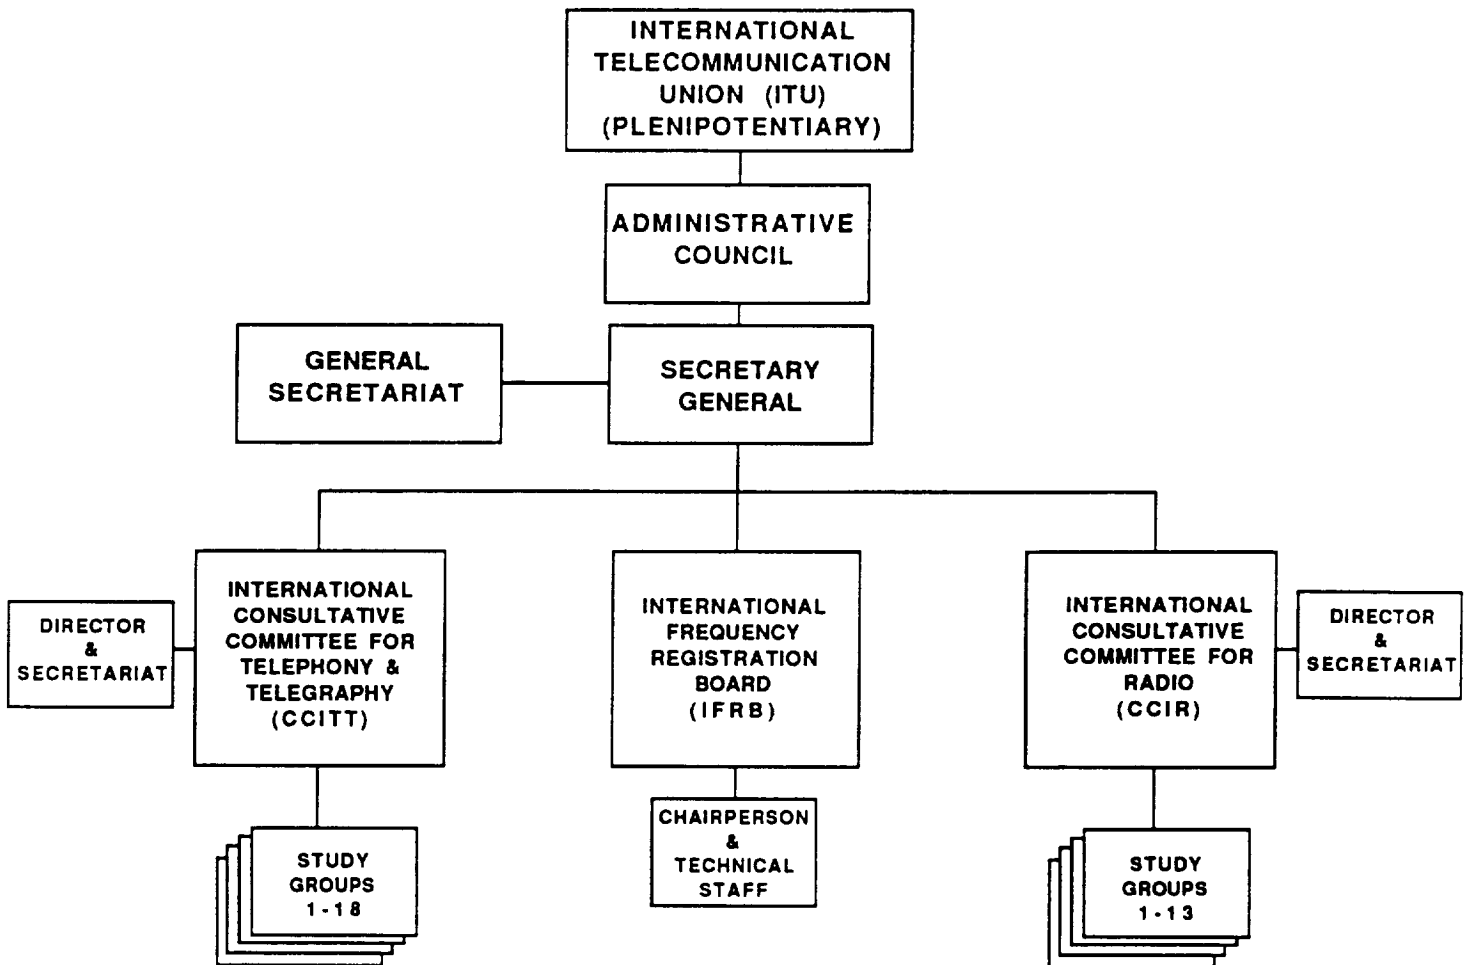 INTERNATIONAL
TELECOMMUNICATION
UNION (ITU)
(PLENIPOTENTIARY)
ADMINISTRATIVE
COUNCIL
GENERAL
SECRETARIAT
SECRETARY
GENERAL
DIRECTOR
&
SECRETARIAT
INTERNATIONAL
CONSULTATIVE
COMMITTEE FOR
TELEPHONY &
TELEGRAPHY
(CCITT)
INTERNATIONAL
FREQUENCY
REGISTRATION
BOARD
(IFRB)
INTERNATIONAL
CONSULTATIVE
COMMITTEE FOR
RADIO
(CCIR)
DIRECTOR
&
SECRETARIAT
STUDY
GROUPS
1-18
CHAIRPERSON
&
TECHNICAL
STAFF
STUDY
GROUPS
1-13